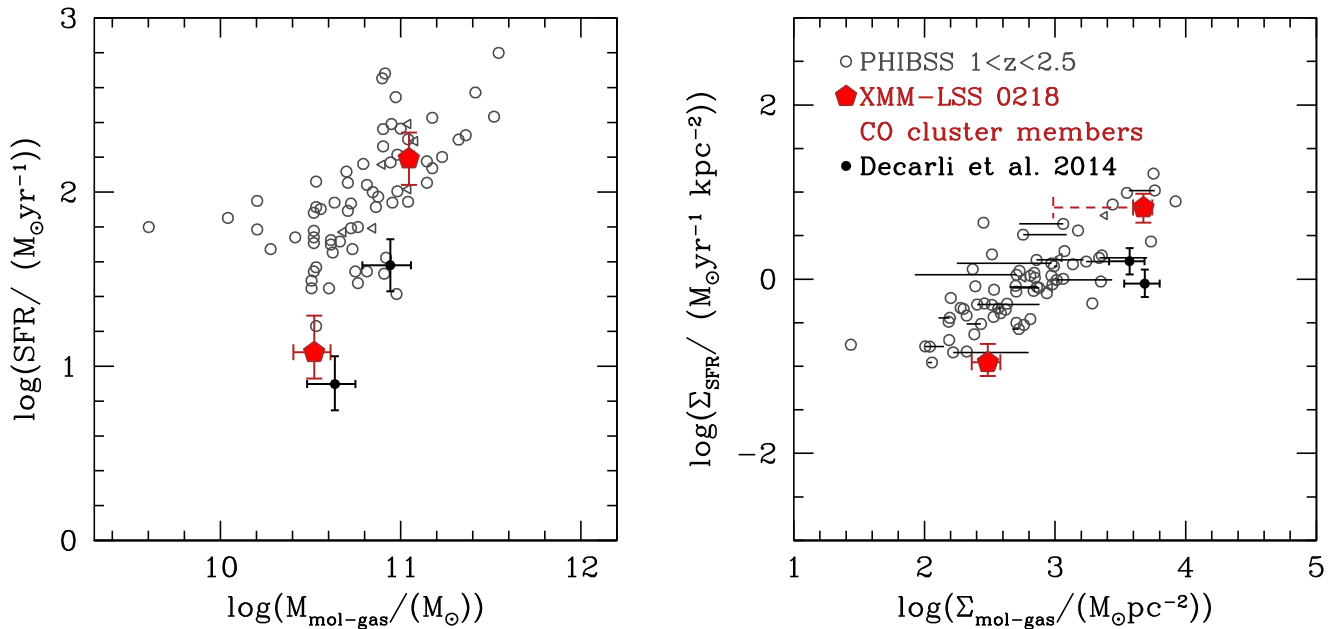 3
2
1
0
log(SFR/ (M⊙yr−1))
10
11
12
log(Mmol−gas/(M⊙))
PHIBSS 1<z<2.5
XMM−LSS 0218
CO cluster members
Decarli et al. 2014
2
0
−2
log(ΣSFR/ (M⊙yr−1 kpc−2))
1
2
3
4
5
log(Σmol−gas/(M⊙pc−2))